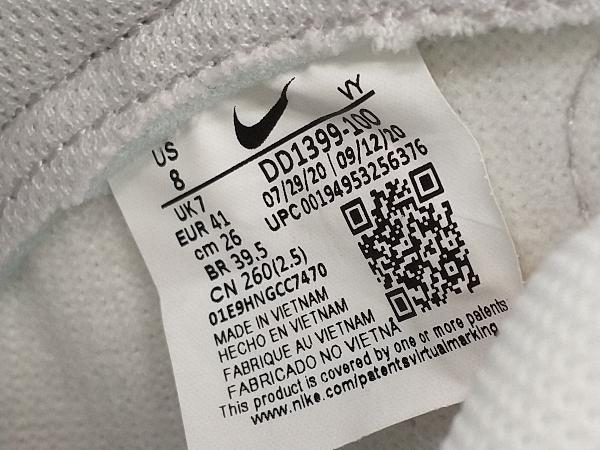 US VY
8 DD1399-100
UK 7 07/29/20 | 09/12/20
EUR 41 UPC 00194953256376
cm 26
BR 39.5
CN 260(2.5)
01E9HNGCC7470
MADE IN VIETNAM
HECHO EN VIETNAM
FABRIQUE AU VIETNAM
FABRICADO NO VIETNÃ
This product is covered by one or more patents
www.nike.com/patentsvirtualmarking